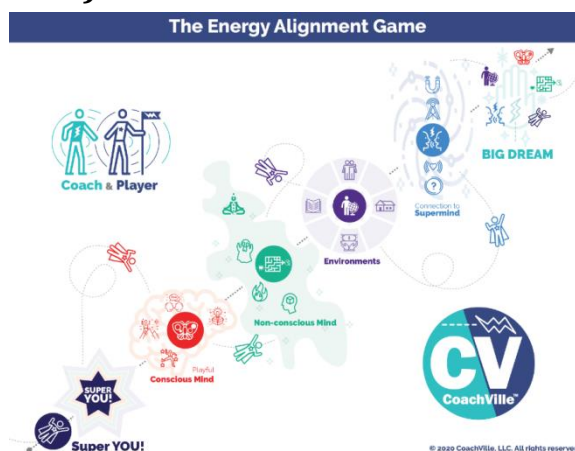 The Energy Alignment Game
Coach & Player
BIG DREAM
?
Connection to
Supermind
Environments
Non-conscious Mind
Playful
Conscious Mind
SUPER
YOU!
Super YOU!
CV
CoachVille™
© 2020 CoachVille, LLC. All rights reserve